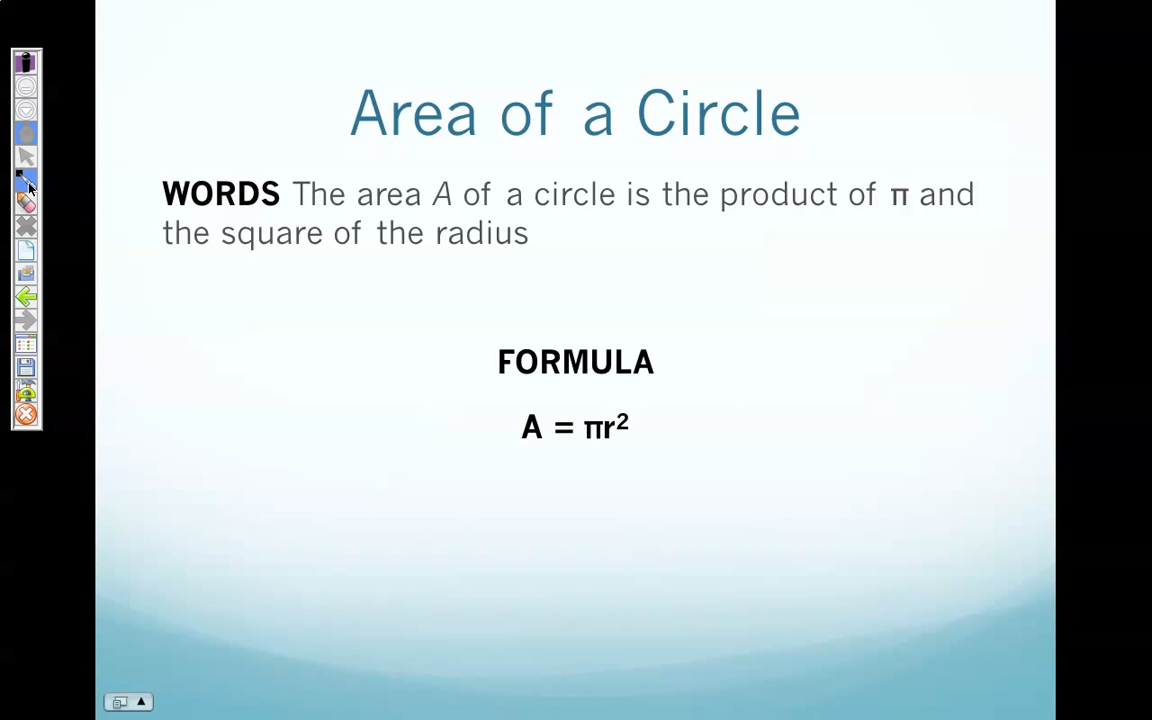 Area of a Circle
WORDS The area A of a circle is the product of π and
the square of the radius
FORMULA
A = πr²